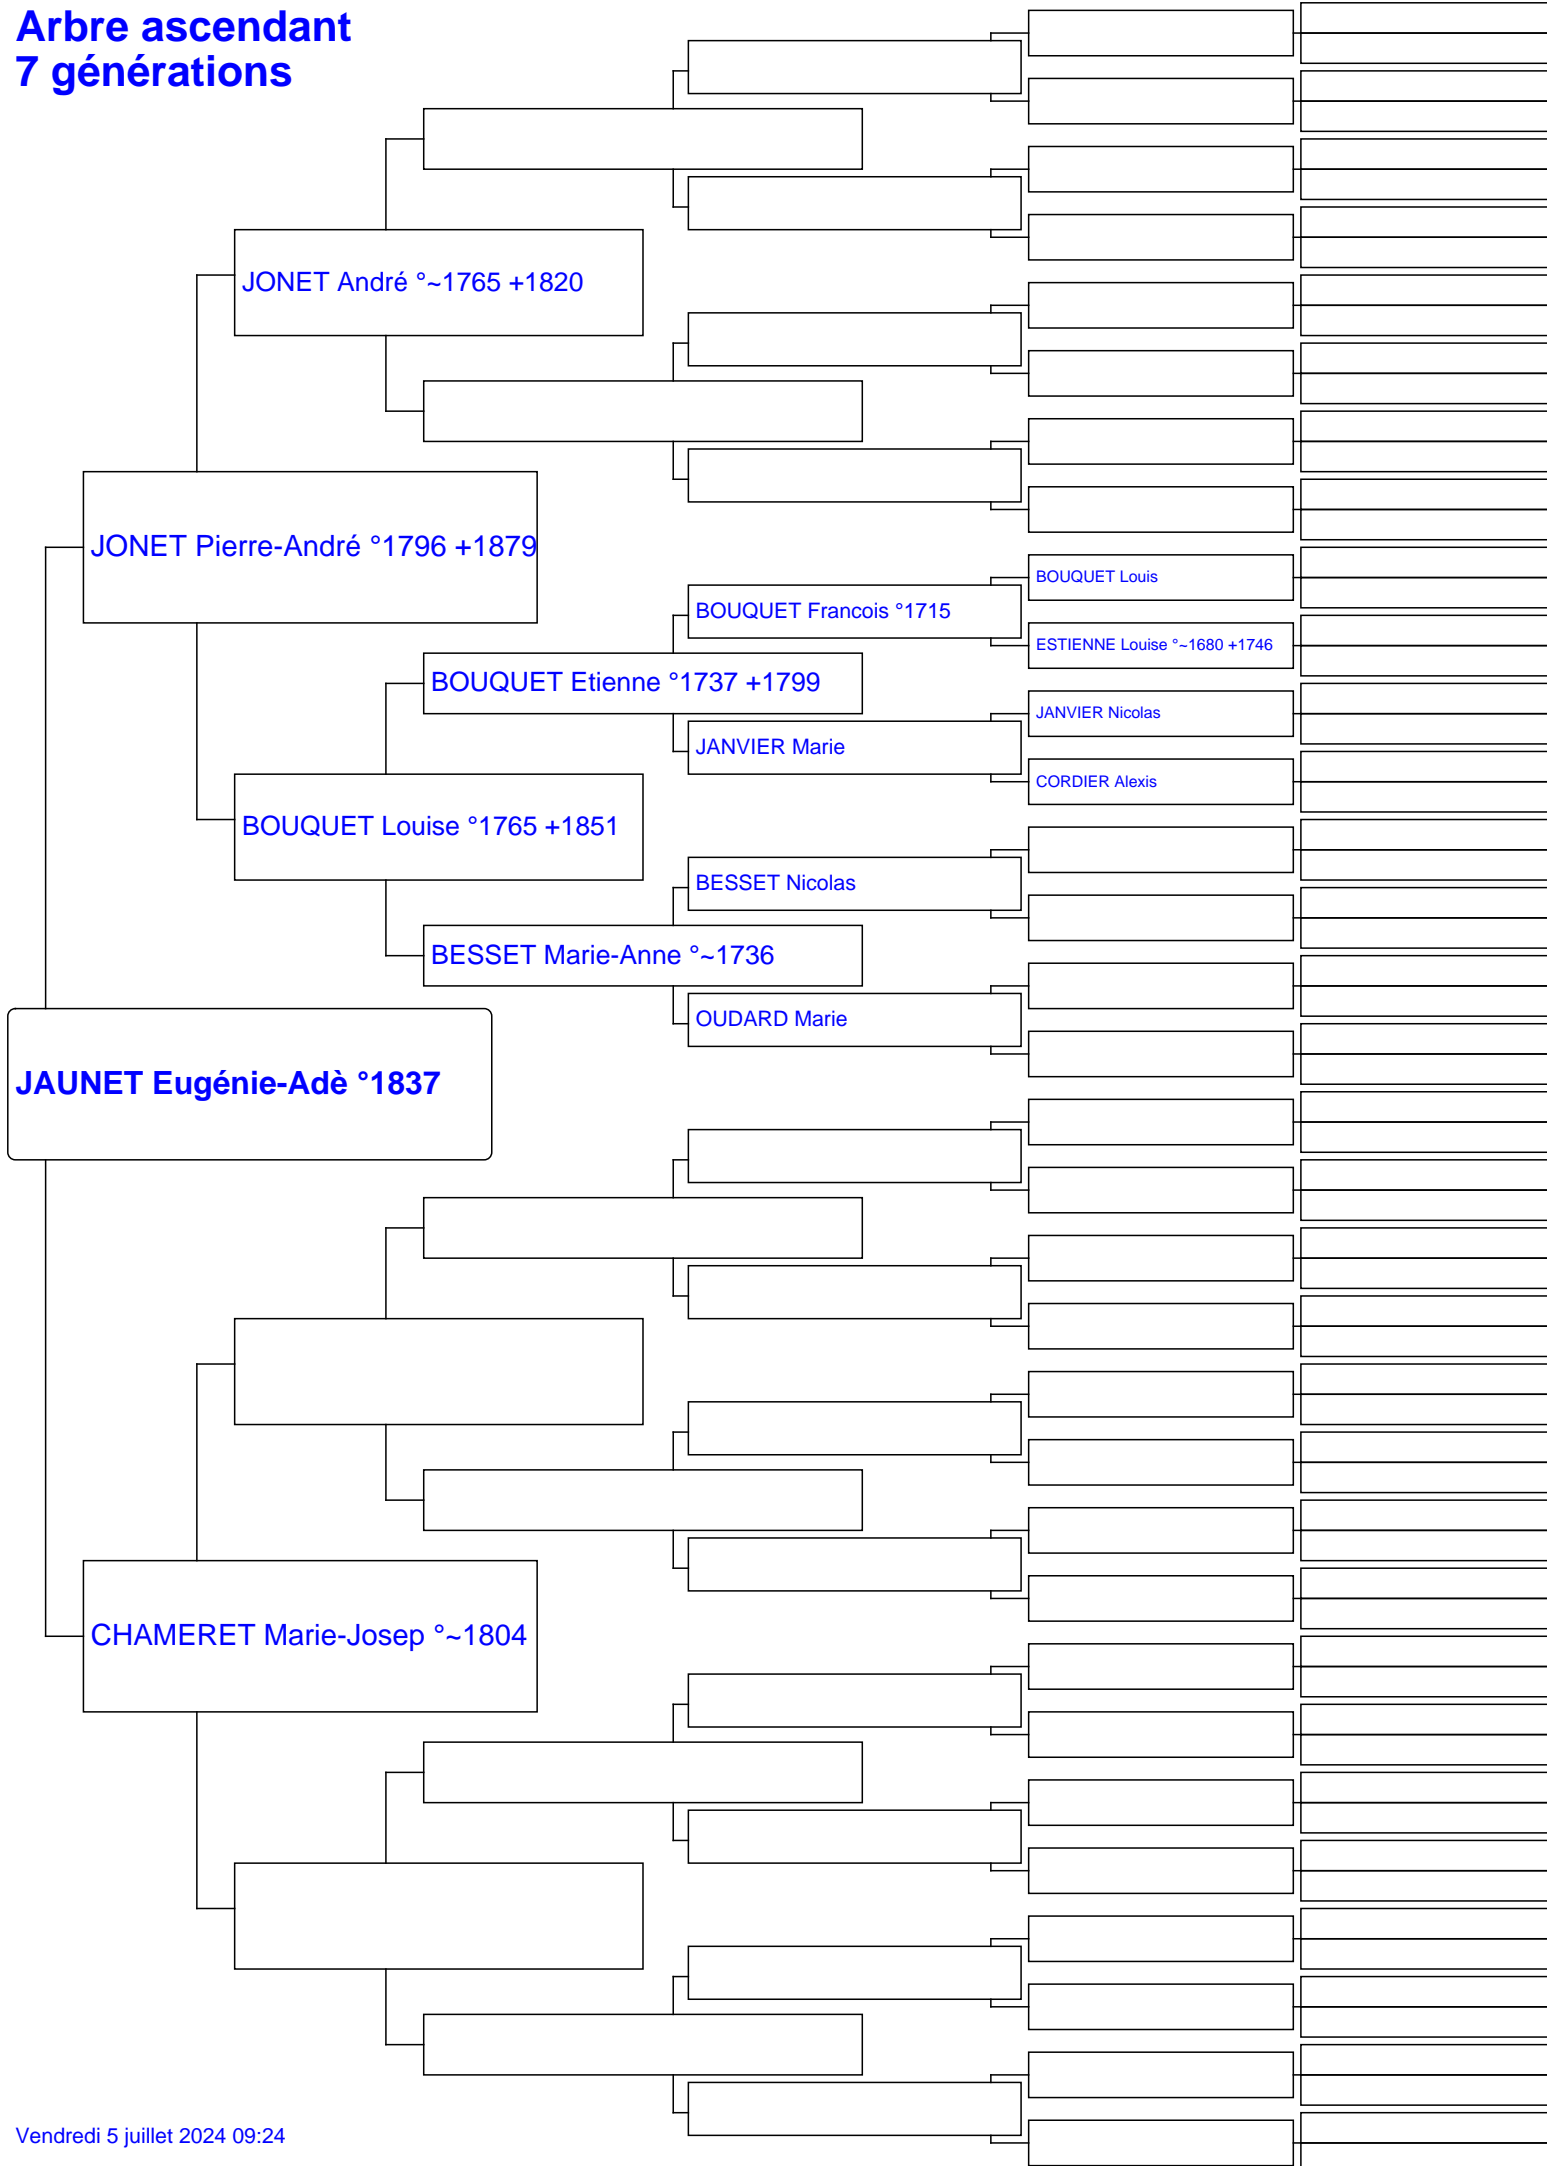 Arbre ascendant
7 générations
JONET André °~1765 +1820
JONET Pierre-André °1796 +1879
BOUQUET Louis
BOUQUET Francois °1715
ESTIENNE Louise °~1680 +1746
BOUQUET Etienne °1737 +1799
JANVIER Nicolas
JANVIER Marie
CORDIER Alexis
BOUQUET Louise °1765 +1851
BESSET Nicolas
BESSET Marie-Anne °~1736
OUDARD Marie
JAUNET Eugénie-Adè °1837
CHAMERET Marie-Josep °~1804
Vendredi 5 juillet 2024 09:24